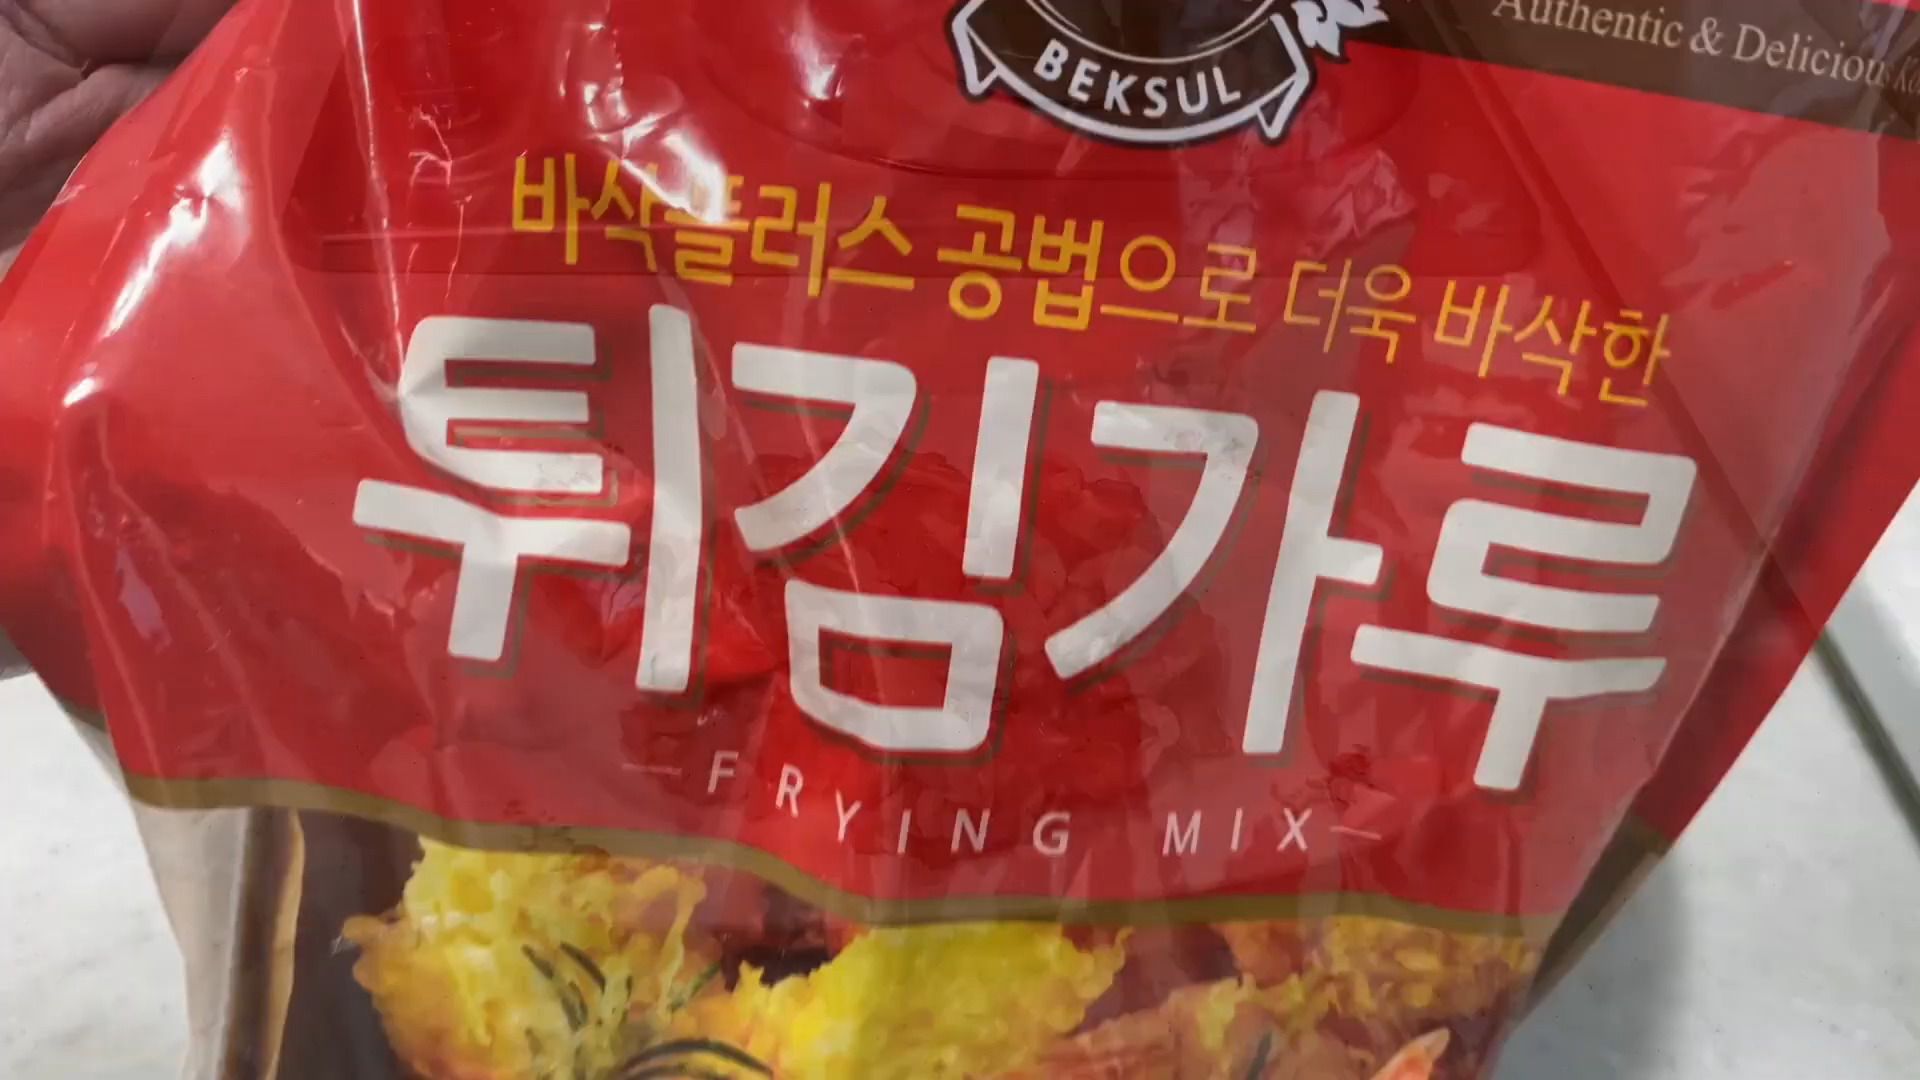 BEKSUL
Authentic & Delicious
바삭플러스 공법으로 더욱 바삭한
튀김가루
FRYING MIX